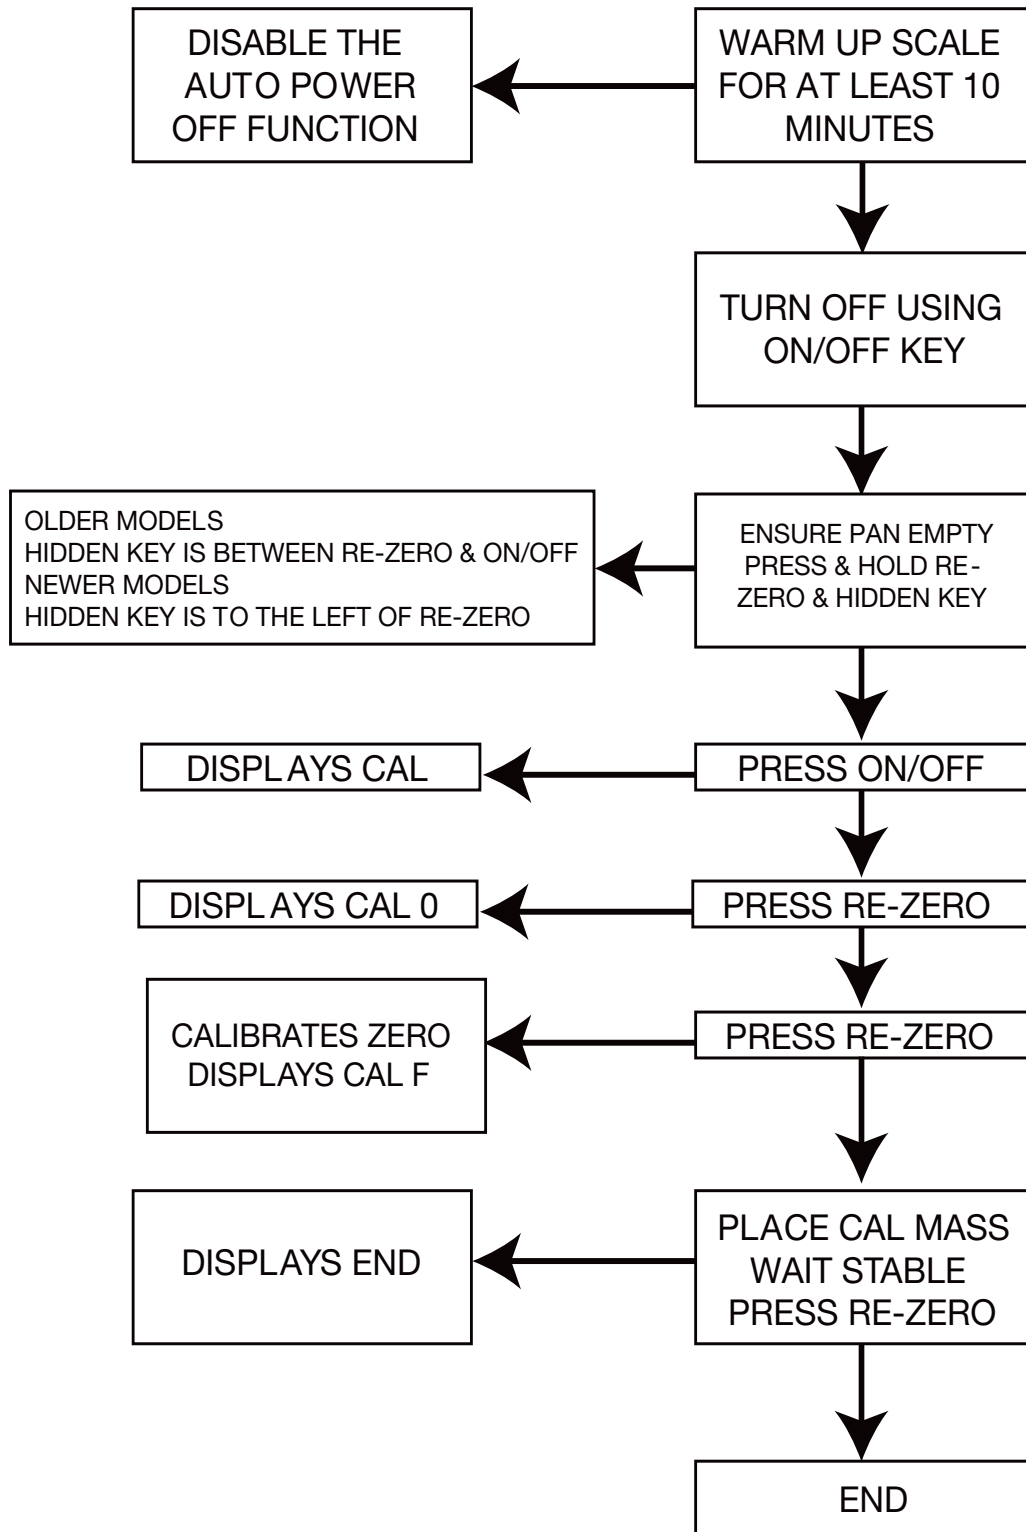 DISABLE THE
AUTO POWER
OFF FUNCTION
WARM UP SCALE
FOR AT LEAST 10
MINUTES
TURN OFF USING
ON/OFF KEY
OLDER MODELS
HIDDEN KEY IS BETWEEN RE-ZERO & ON/OFF
NEWER MODELS
HIDDEN KEY IS TO THE LEFT OF RE-ZERO
ENSURE PAN EMPTY
PRESS & HOLD RE-
ZERO & HIDDEN KEY
DISPLAYS CAL
PRESS ON/OFF
DISPLAYS CAL 0
PRESS RE-ZERO
CALIBRATES ZERO
DISPLAYS CAL F
PRESS RE-ZERO
DISPLAYS END
PLACE CAL MASS
WAIT STABLE
PRESS RE-ZERO
END